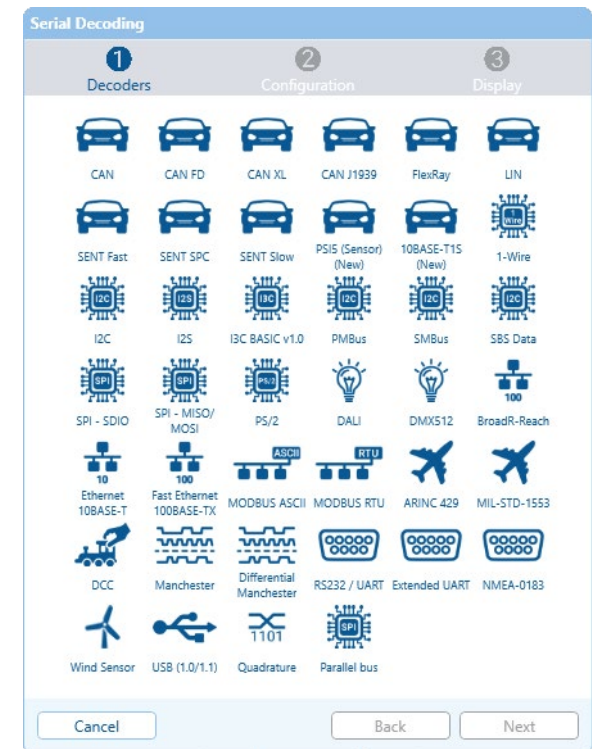 Serial Decoding
1 2 3
Decoders Configuration Display
CAN CAN FD CAN XL CAN J1939 FlexRay LIN
1
Wire
SENT Fast SENT SPC SENT Slow PSI5 (Sensor) (New) 10BASE-T1S (New) 1-Wire
I2C I2S I3C I2C I2C I2C
I2C I2S I3C BASIC v1.0 PMBus SMBus SBS Data
SPI SPI PS/2 100
SPI - SDIO SPI - MISO/ MOSI PS/2 DALI DMX512 BroadR-Reach
10 100 ASCII RTU
Ethernet 10BASE-T Fast Ethernet 100BASE-TX MODBUS ASCII MODBUS RTU ARINC 429 MIL-STD-1553
DCC Manchester Differential Manchester RS232 / UART Extended UART NMEA-0183
1101 SPI
Wind Sensor USB (1.0/1.1) Quadrature Parallel bus
Cancel Back Next